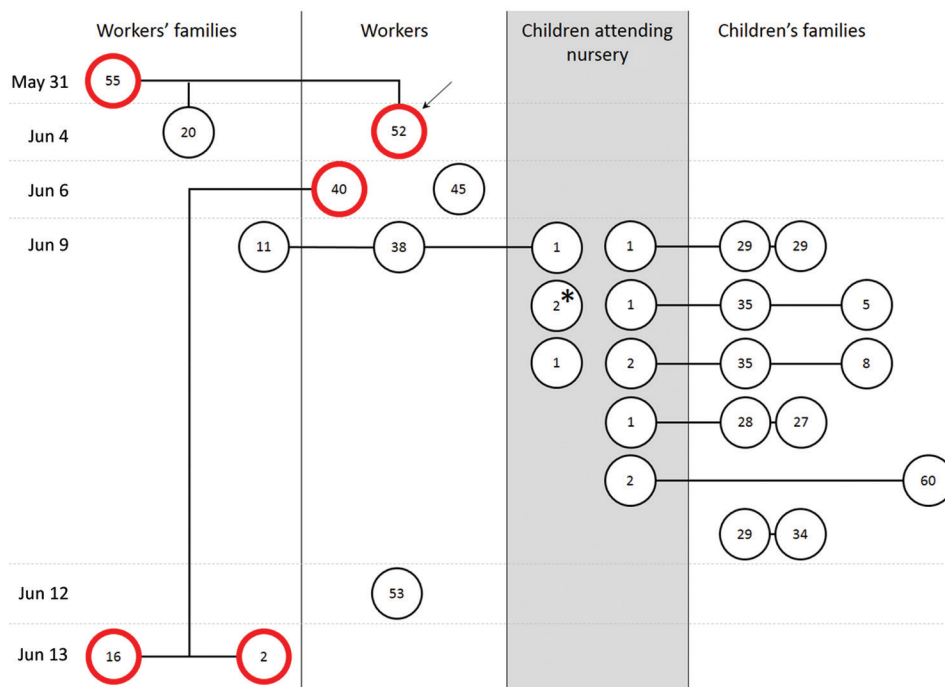 Workers' families Workers Children attending nursery Children's families
May 31 55
Jun 4 20 52
Jun 6 40 45
Jun 9 11 38 1 1 29 29
2* 1 35 5
1 2 35 8
1 28 27
2 60
29 34
Jun 12 53
Jun 13 16 2